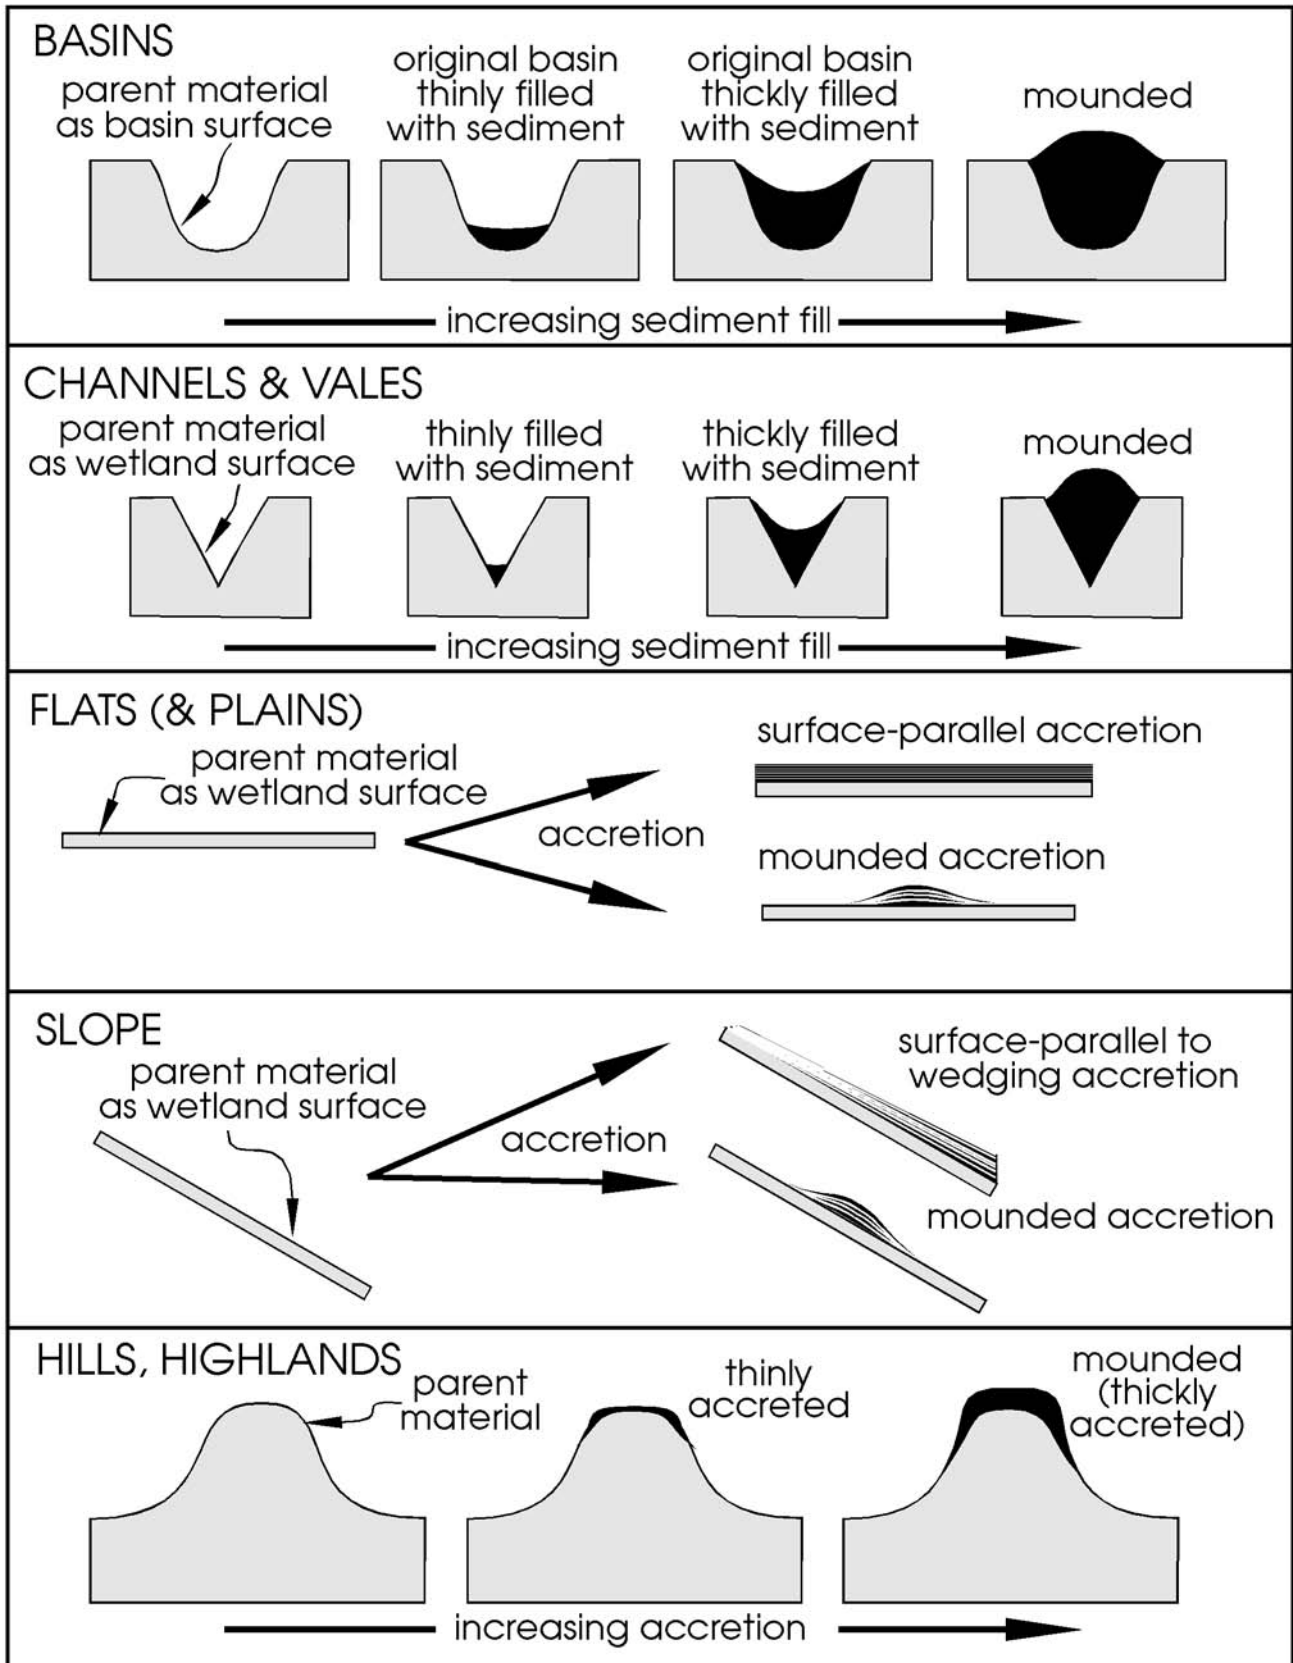 BASINS
parent material
as basin surface
original basin
thinly filled
with sediment
original basin
thickly filled
with sediment
mounded
increasing sediment fill
CHANNELS & VALES
parent material
as wetland surface
thinly filled
with sediment
thickly filled
with sediment
mounded
increasing sediment fill
FLATS (& PLAINS)
parent material
as wetland surface
accretion
surface-parallel accretion
mounded accretion
SLOPE
parent material
as wetland surface
accretion
surface-parallel to
wedging accretion
mounded accretion
HILLS, HIGHLANDS
parent
material
thinly
accreted
mounded
(thickly
accreted)
increasing accretion